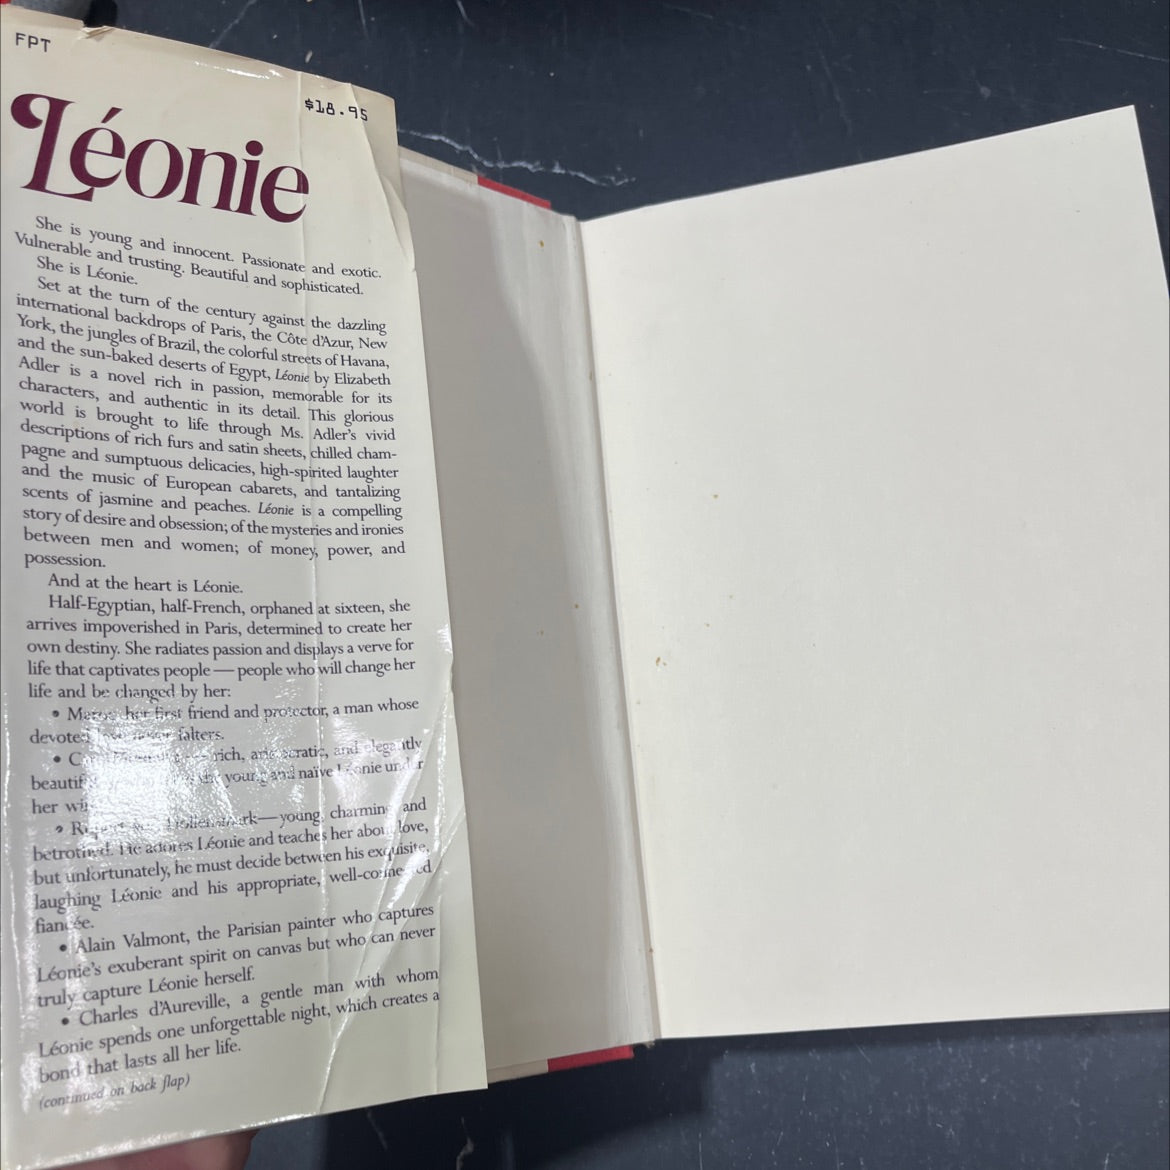 FPT
$18.95
Léonie
She is young and innocent. Passionate and exotic.
Vulnerable and trusting. Beautiful and sophisticated.
She is Léonie.
Set at the turn of the century against the dazzling
international backdrops of Paris, the Côte d'Azur, New
York, the jungles of Brazil, the colorful streets of Havana,
and the sun-baked deserts of Egypt, Léonie by Elizabeth
Adler is a novel rich in passion, memorable for its
characters, and authentic in its detail. This glorious
world is brought to life through Ms. Adler's vivid
descriptions of rich furs and satin sheets, chilled cham-
pagne and sumptuous delicacies, high-spirited laughter
and the music of European cabarets, and tantalizing
scents of jasmine and peaches. Léonie is a compelling
story of desire and obsession; of the mysteries and ironies
between men and women; of money, power, and
possession.
And at the heart is Léonie.
Half-Egyptian, half-French, orphaned at sixteen, she
arrives impoverished in Paris, determined to create her
own destiny. She radiates passion and displays a verve for
life that captivates people — people who will change her
life and be changed by her:
• her first friend and protector, a man whose
devoted falters.
• rich, aristocratic, and elegantly
young and naïve Léonie under
her
• young, charming and
betrothed. He adores Léonie and teaches her about love,
but unfortunately, he must decide between his exquisite,
laughing Léonie and his appropriate, well-connected
fiancée.
• Alain Valmont, the Parisian painter who captures
Léonie's exuberant spirit on canvas but who can never
truly capture Léonie herself.
• Charles d'Aureville, a gentle man with whom
Léonie spends one unforgettable night, which creates a
bond that lasts all her life.
(continued on back flap)